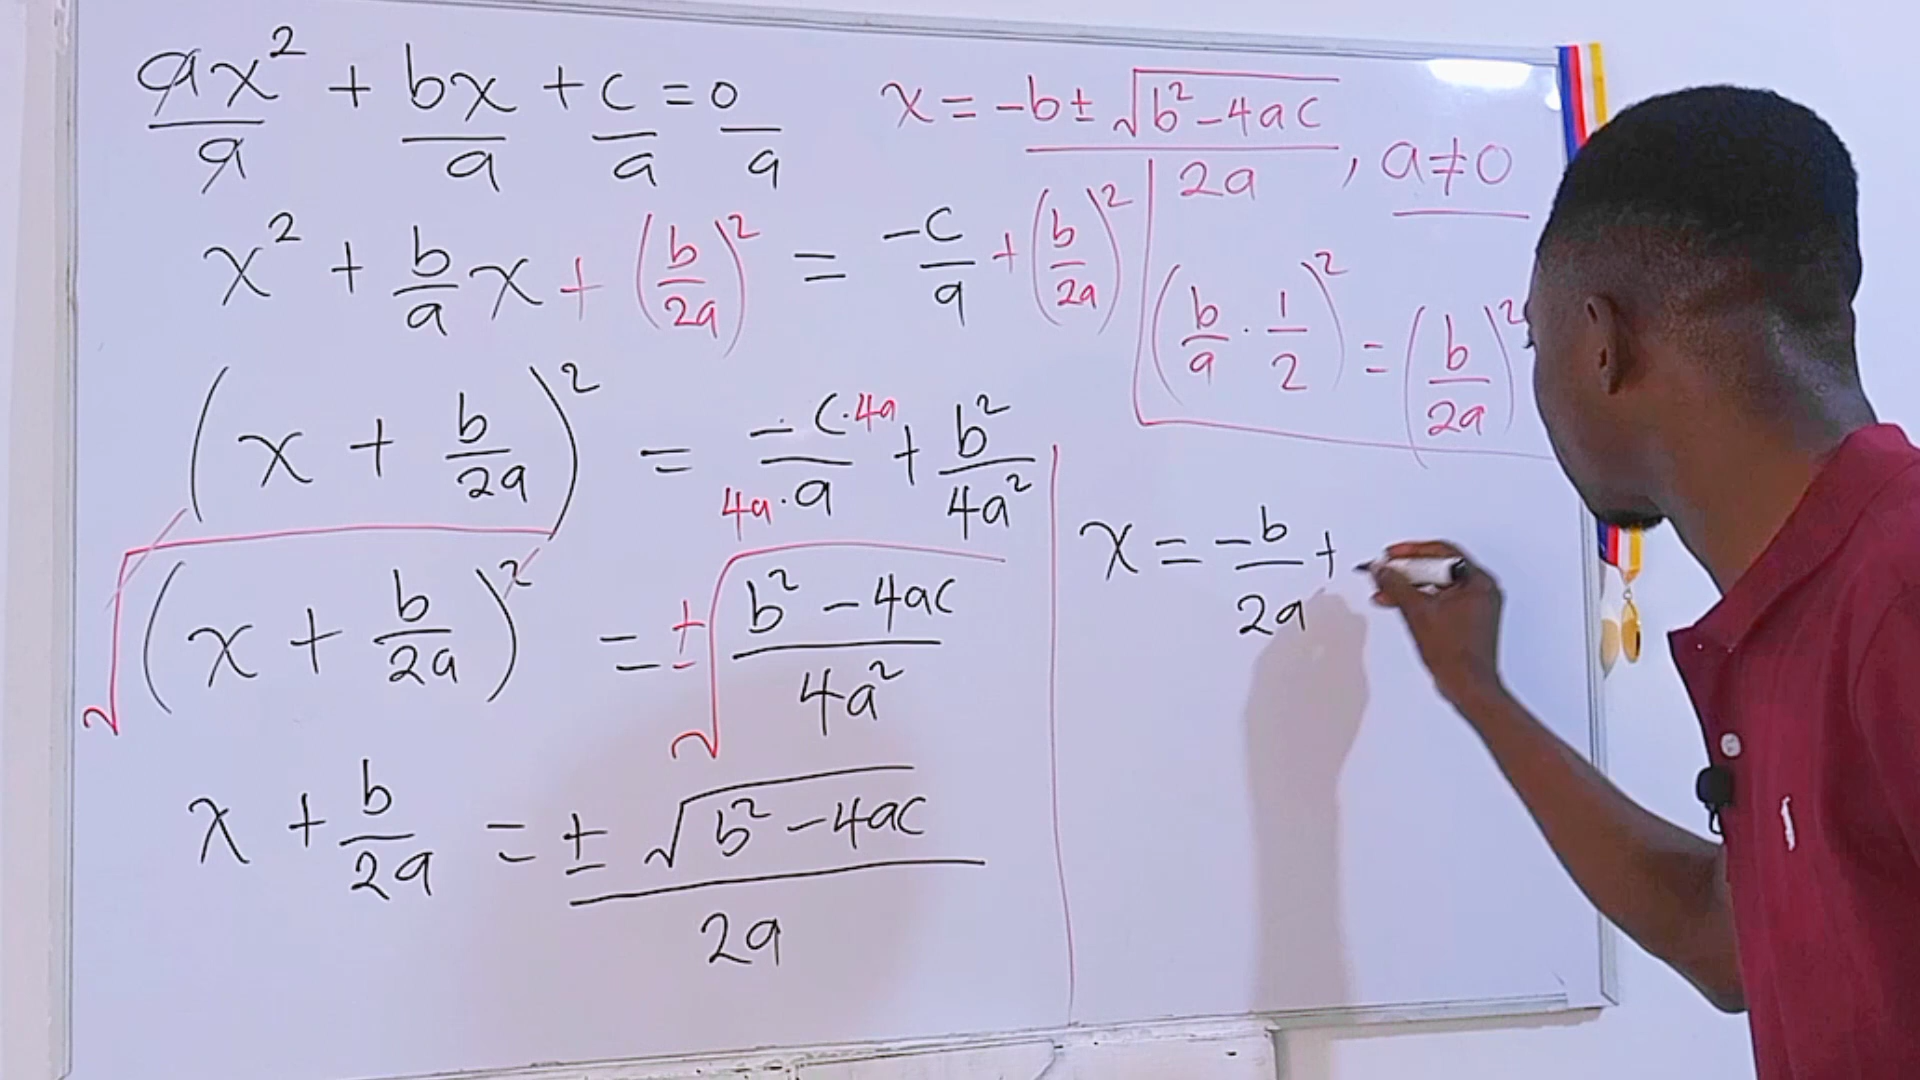 ax²/a + bx/a + c/a = 0/a
x² + b/a x + (b/2a)² = -c/a + (b/2a)²
(x + b/2a)² = -c·4a/4a·a + b²/4a²
√(x + b/2a)² = ±√(b² - 4ac/4a²)
x + b/2a = ±√(b² - 4ac)/2a
x = -b ± √(b² - 4ac)/2a , a ≠ 0
(b/a · 1/2)² = (b/2a)²
x = -b/2a +